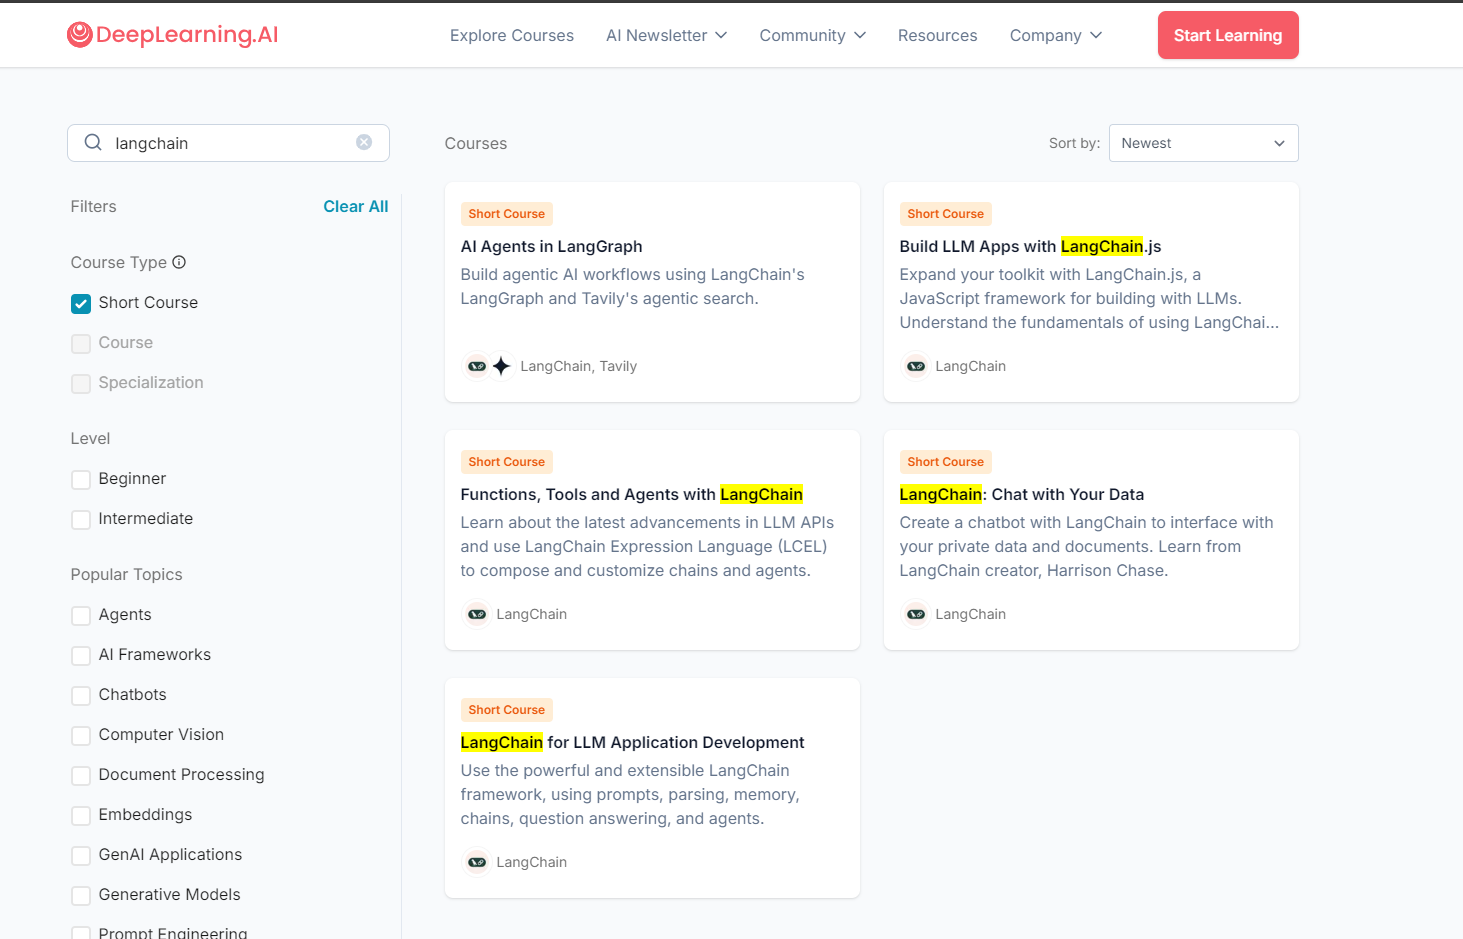 DeepLearning.AI
Explore Courses
AI Newsletter
Community
Resources
Company
Start Learning
langchain
Filters
Clear All
Course Type
Short Course
Course
Specialization
Level
Beginner
Intermediate
Popular Topics
Agents
AI Frameworks
Chatbots
Computer Vision
Document Processing
Embeddings
GenAI Applications
Generative Models
Prompt Engineering
Courses
Sort by:
Newest
Short Course
AI Agents in LangGraph
Build agentic AI workflows using LangChain's
LangGraph and Tavily's agentic search.
LangChain, Tavily
Short Course
Build LLM Apps with LangChain.js
Expand your toolkit with LangChain.js, a
JavaScript framework for building with LLMs.
Understand the fundamentals of using LangChai...
LangChain
Short Course
Functions, Tools and Agents with LangChain
Learn about the latest advancements in LLM APIs
and use LangChain Expression Language (LCEL)
to compose and customize chains and agents.
LangChain
Short Course
LangChain: Chat with Your Data
Create a chatbot with LangChain to interface with
your private data and documents. Learn from
LangChain creator, Harrison Chase.
LangChain
Short Course
LangChain for LLM Application Development
Use the powerful and extensible LangChain
framework, using prompts, parsing, memory,
chains, question answering, and agents.
LangChain